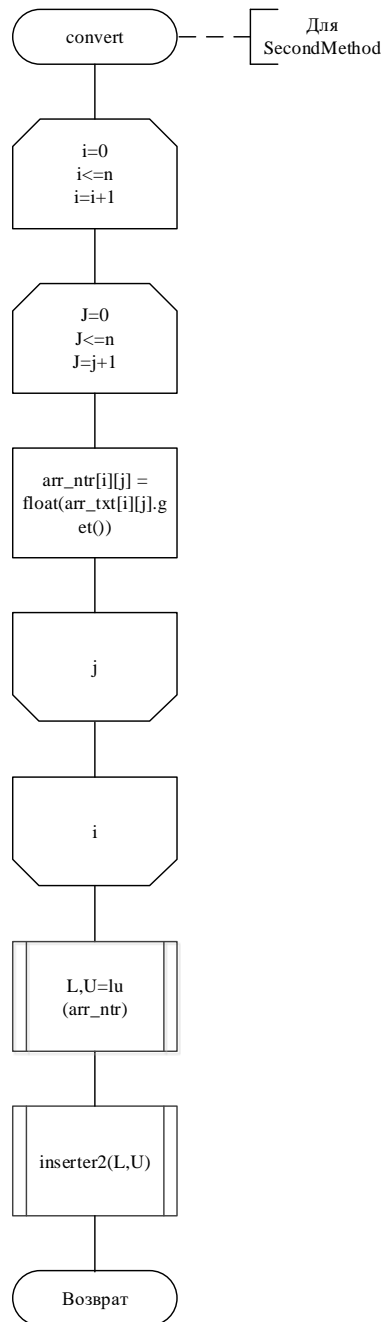 convert
Для
SecondMethod
i=0
i<=n
i=i+1
J=0
J<=n
J=j+1
arr_ntr[i][j] =
float(arr_txt[i][j].g
et())
j
i
L,U=lu
(arr_ntr)
inserter2(L,U)
Возврат